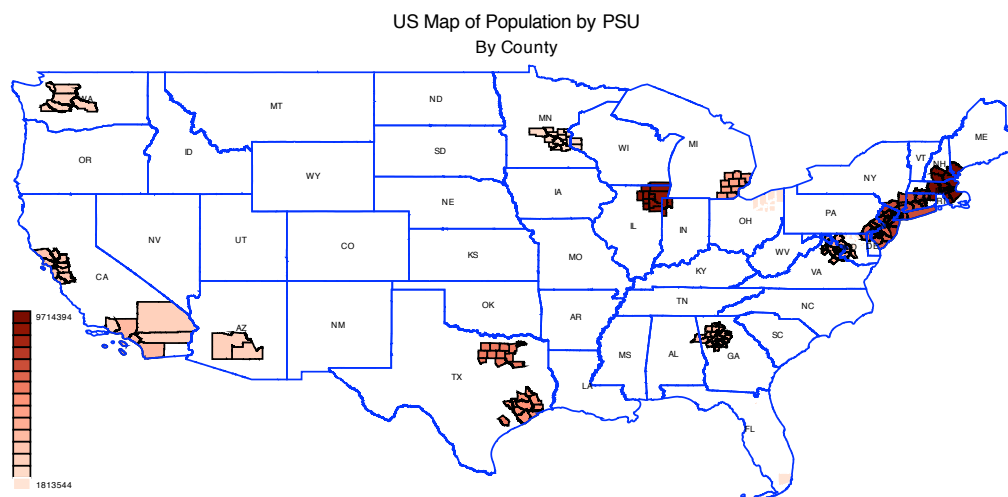 US Map of Population by PSU
By County
WA
MT
ND
MN
ME
VT
NH
OR
ID
SD
WI
MI
NY
WY
IA
NE
PA
NV
UT
CO
IL
IN
OH
CA
KS
MO
WV
VA
KY
OK
TN
NC
AZ
NM
AR
SC
MS
AL
GA
TX
LA
FL
9714394
1813544